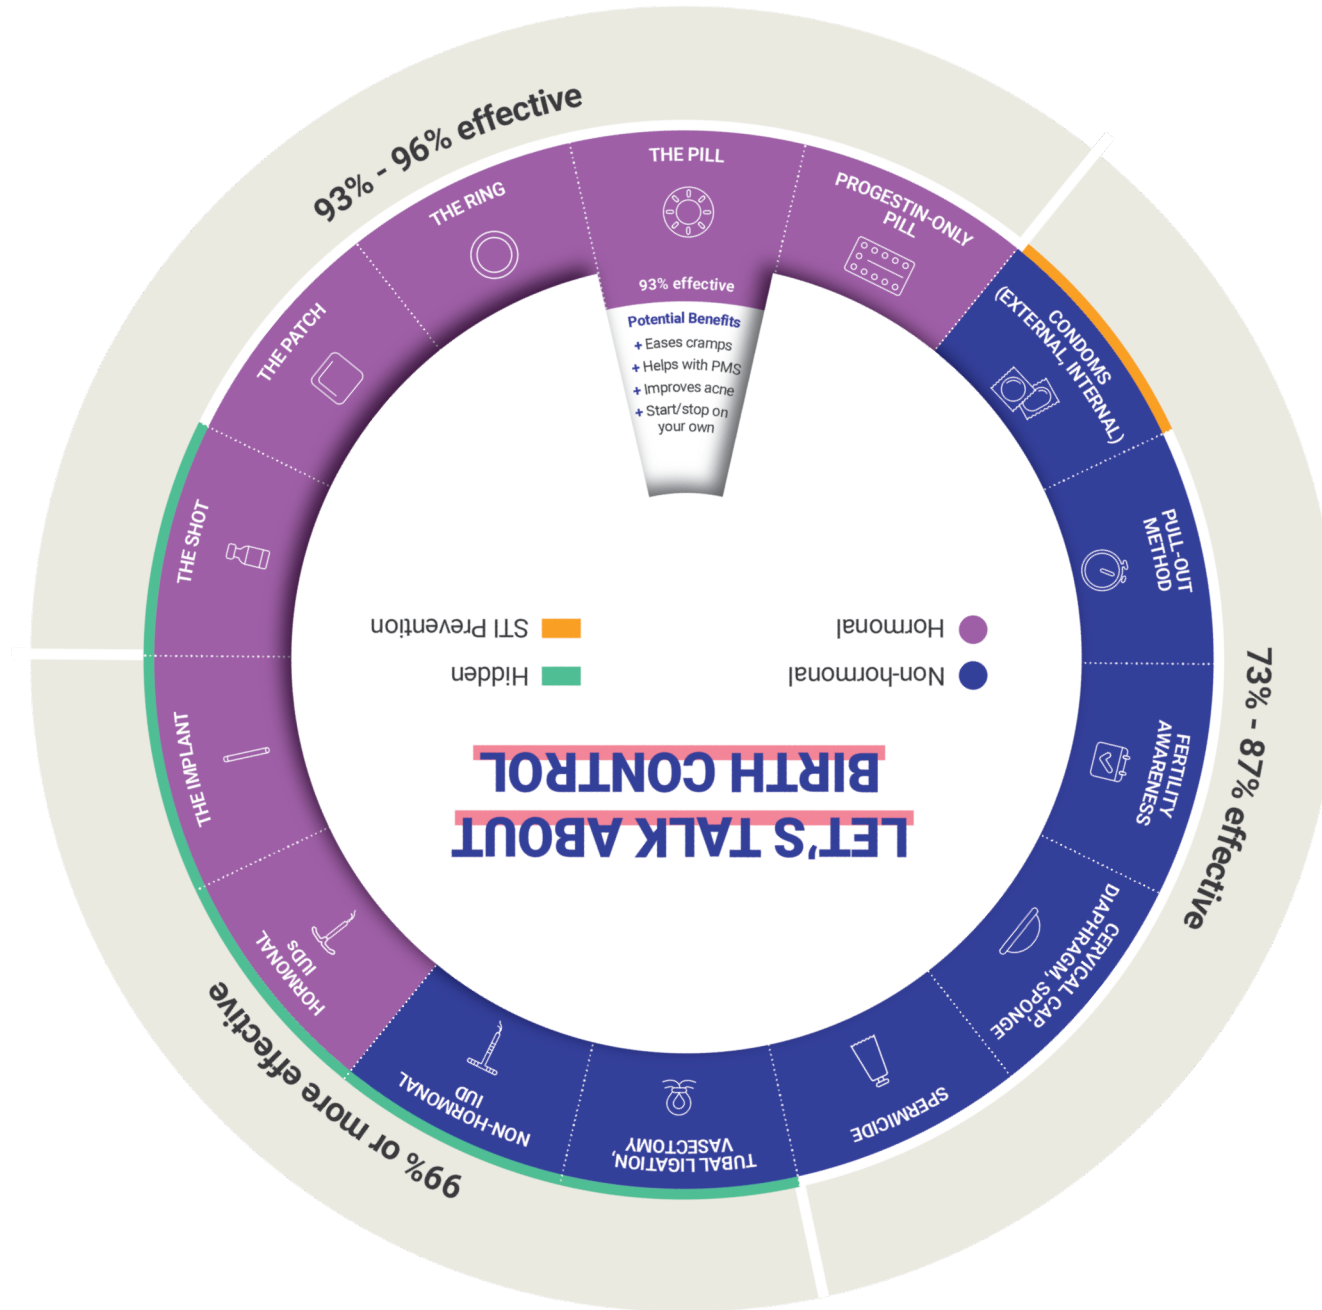 LET'S TALK ABOUT
BIRTH CONTROL
Non-hormonal
Hormonal
Hidden
STI Prevention
93% - 96% effective
THE PILL
93% effective
Potential Benefits
+ Eases cramps
+ Helps with PMS
+ Improves acne
+ Start/stop on
your own
PROGESTIN-ONLY
PILL
73% - 87% effective
CONDOMS
(EXTERNAL, INTERNAL)
PULL-OUT
METHOD
FERTILITY
AWARENESS
CERVICAL CAP,
DIAPHRAGM, SPONGE
SPERMICIDE
99% or more effective
TUBAL LIGATION,
VASECTOMY
NON-HORMONAL
IUD
HORMONAL
IUDs
THE IMPLANT
THE SHOT
THE PATCH
THE RING